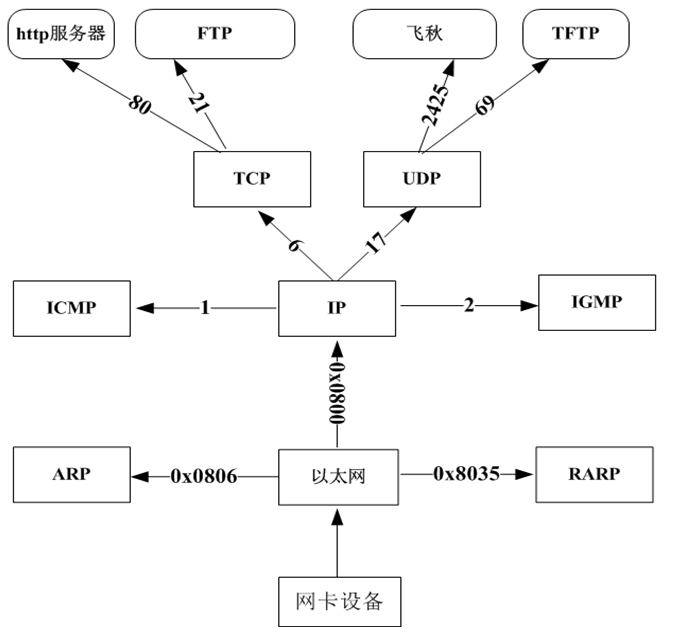 http服务器
FTP
飞秋
TFTP
80
21
2425
69
TCP
UDP
6
17
ICMP
1
IP
2
IGMP
0x0800
ARP
0x0806
以太网
0x8035
RARP
网卡设备